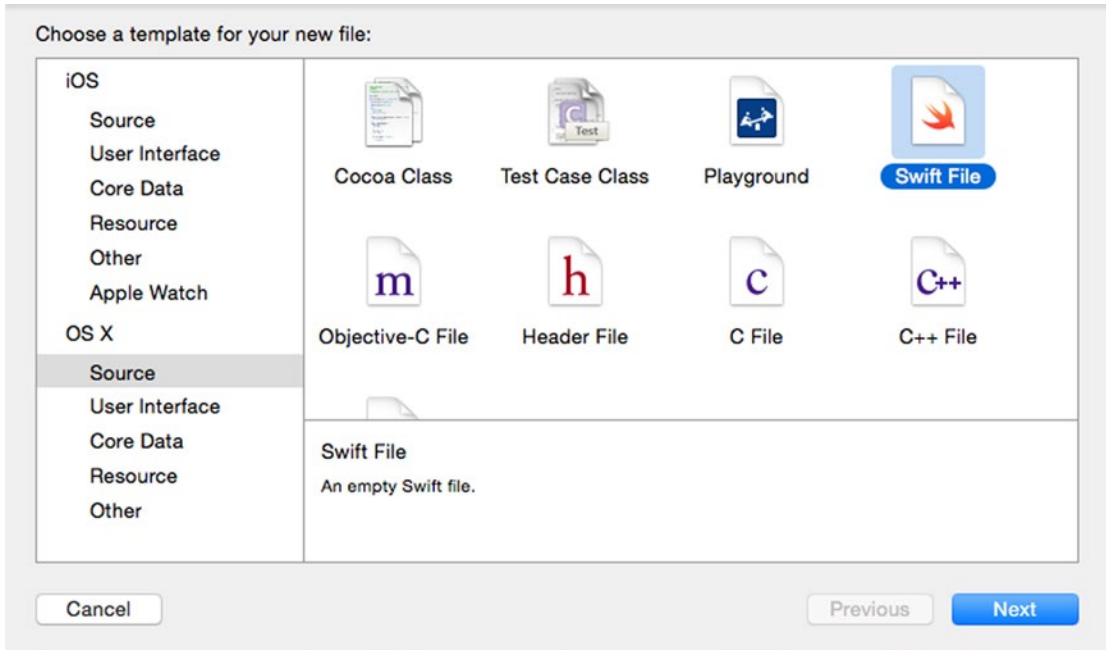 Choose a template for your new file:
iOS
Source
User Interface
Core Data
Resource
Other
Apple Watch
OS X
Source
User Interface
Core Data
Resource
Other
Test
Cocoa Class
Test Case Class
Playground
Swift File
m
h
c
C++
Objective-C File
Header File
C File
C++ File
Swift File
An empty Swift file.
Cancel
Previous
Next